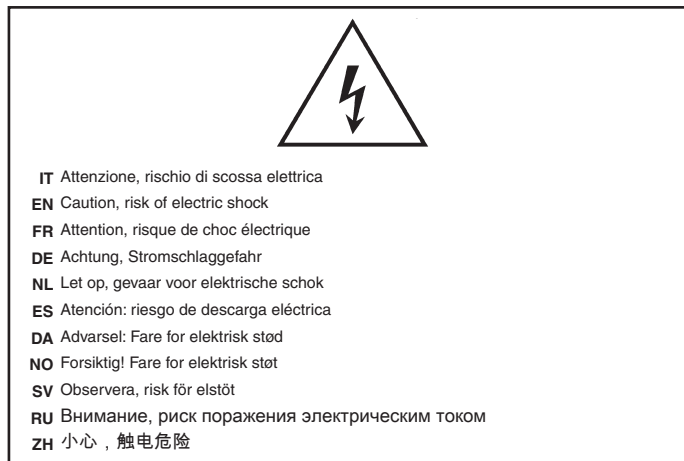 IT Attenzione, rischio di scossa elettrica
EN Caution, risk of electric shock
FR Attention, risque de choc électrique
DE Achtung, Stromschlaggefahr
NL Let op, gevaar voor elektrische schok
ES Atención: riesgo de descarga eléctrica
DA Advarsel: Fare for elektrisk stød
NO Forsiktig! Fare for elektrisk støt
SV Observera, risk för elstöt
RU Внимание, риск поражения электрическим током
ZH 小心，触电危险